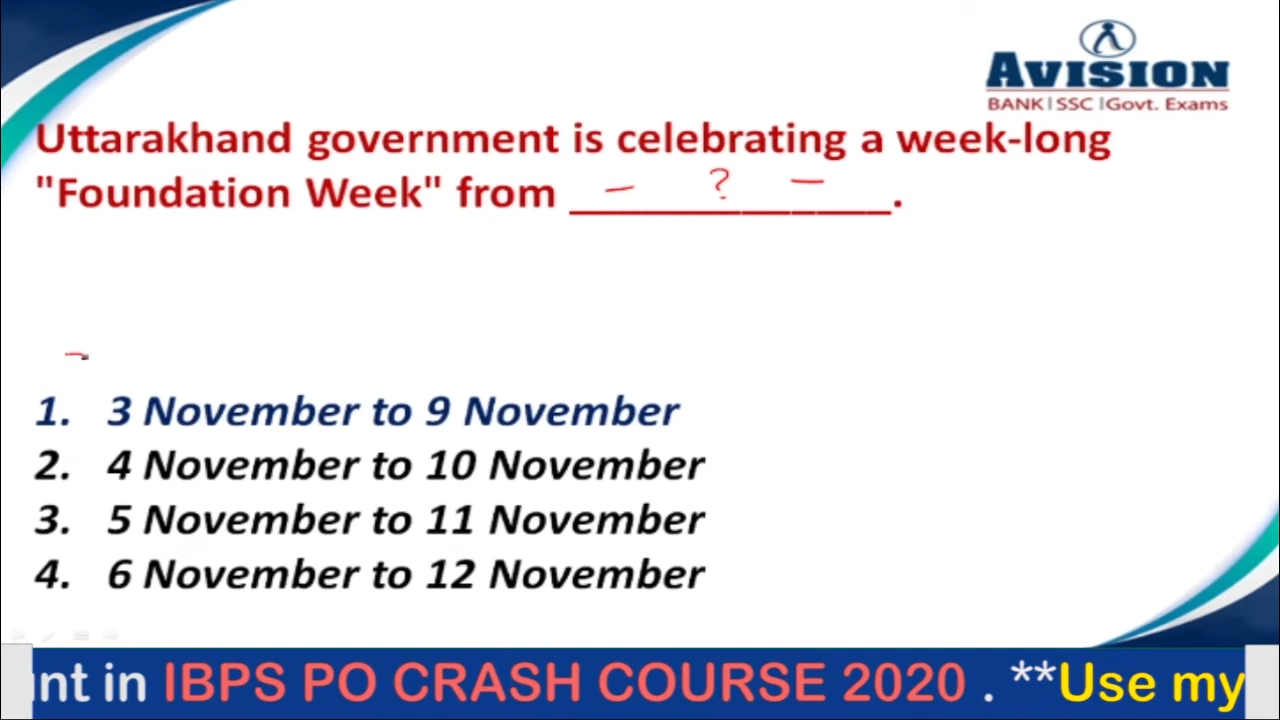 AVISION
BANK | SSC | Govt. Exams
Uttarakhand government is celebrating a week-long
"Foundation Week" from ____________.
?
1. 3 November to 9 November
2. 4 November to 10 November
3. 5 November to 11 November
4. 6 November to 12 November
nt in IBPS PO CRASH COURSE 2020 . **Use my